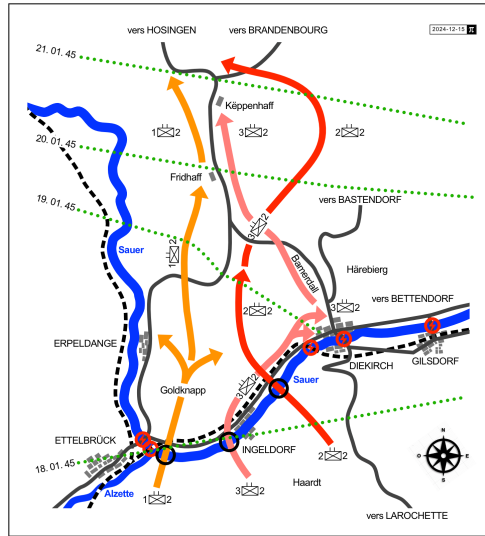 vers HOSINGEN
vers BRANDENBOURG
2024-12-15
21. 01. 45
Këppenhaff
1 2
3 2
2 2
20. 01. 45
Fridhaff
vers BASTENDORF
19. 01. 45
3 2
Sauer
1 2
Bamerdall
Härebierg
vers BETTENDORF
3 2
2 2
ERPELDANGE
GILSDORF
DIEKIRCH
Sauer
3 2
Goldknapp
ETTELBRÜCK
INGELDORF
18. 01. 45
2 2
Haardt
3 2
Alzette
1 2
N
O E
S
vers LAROCHETTE